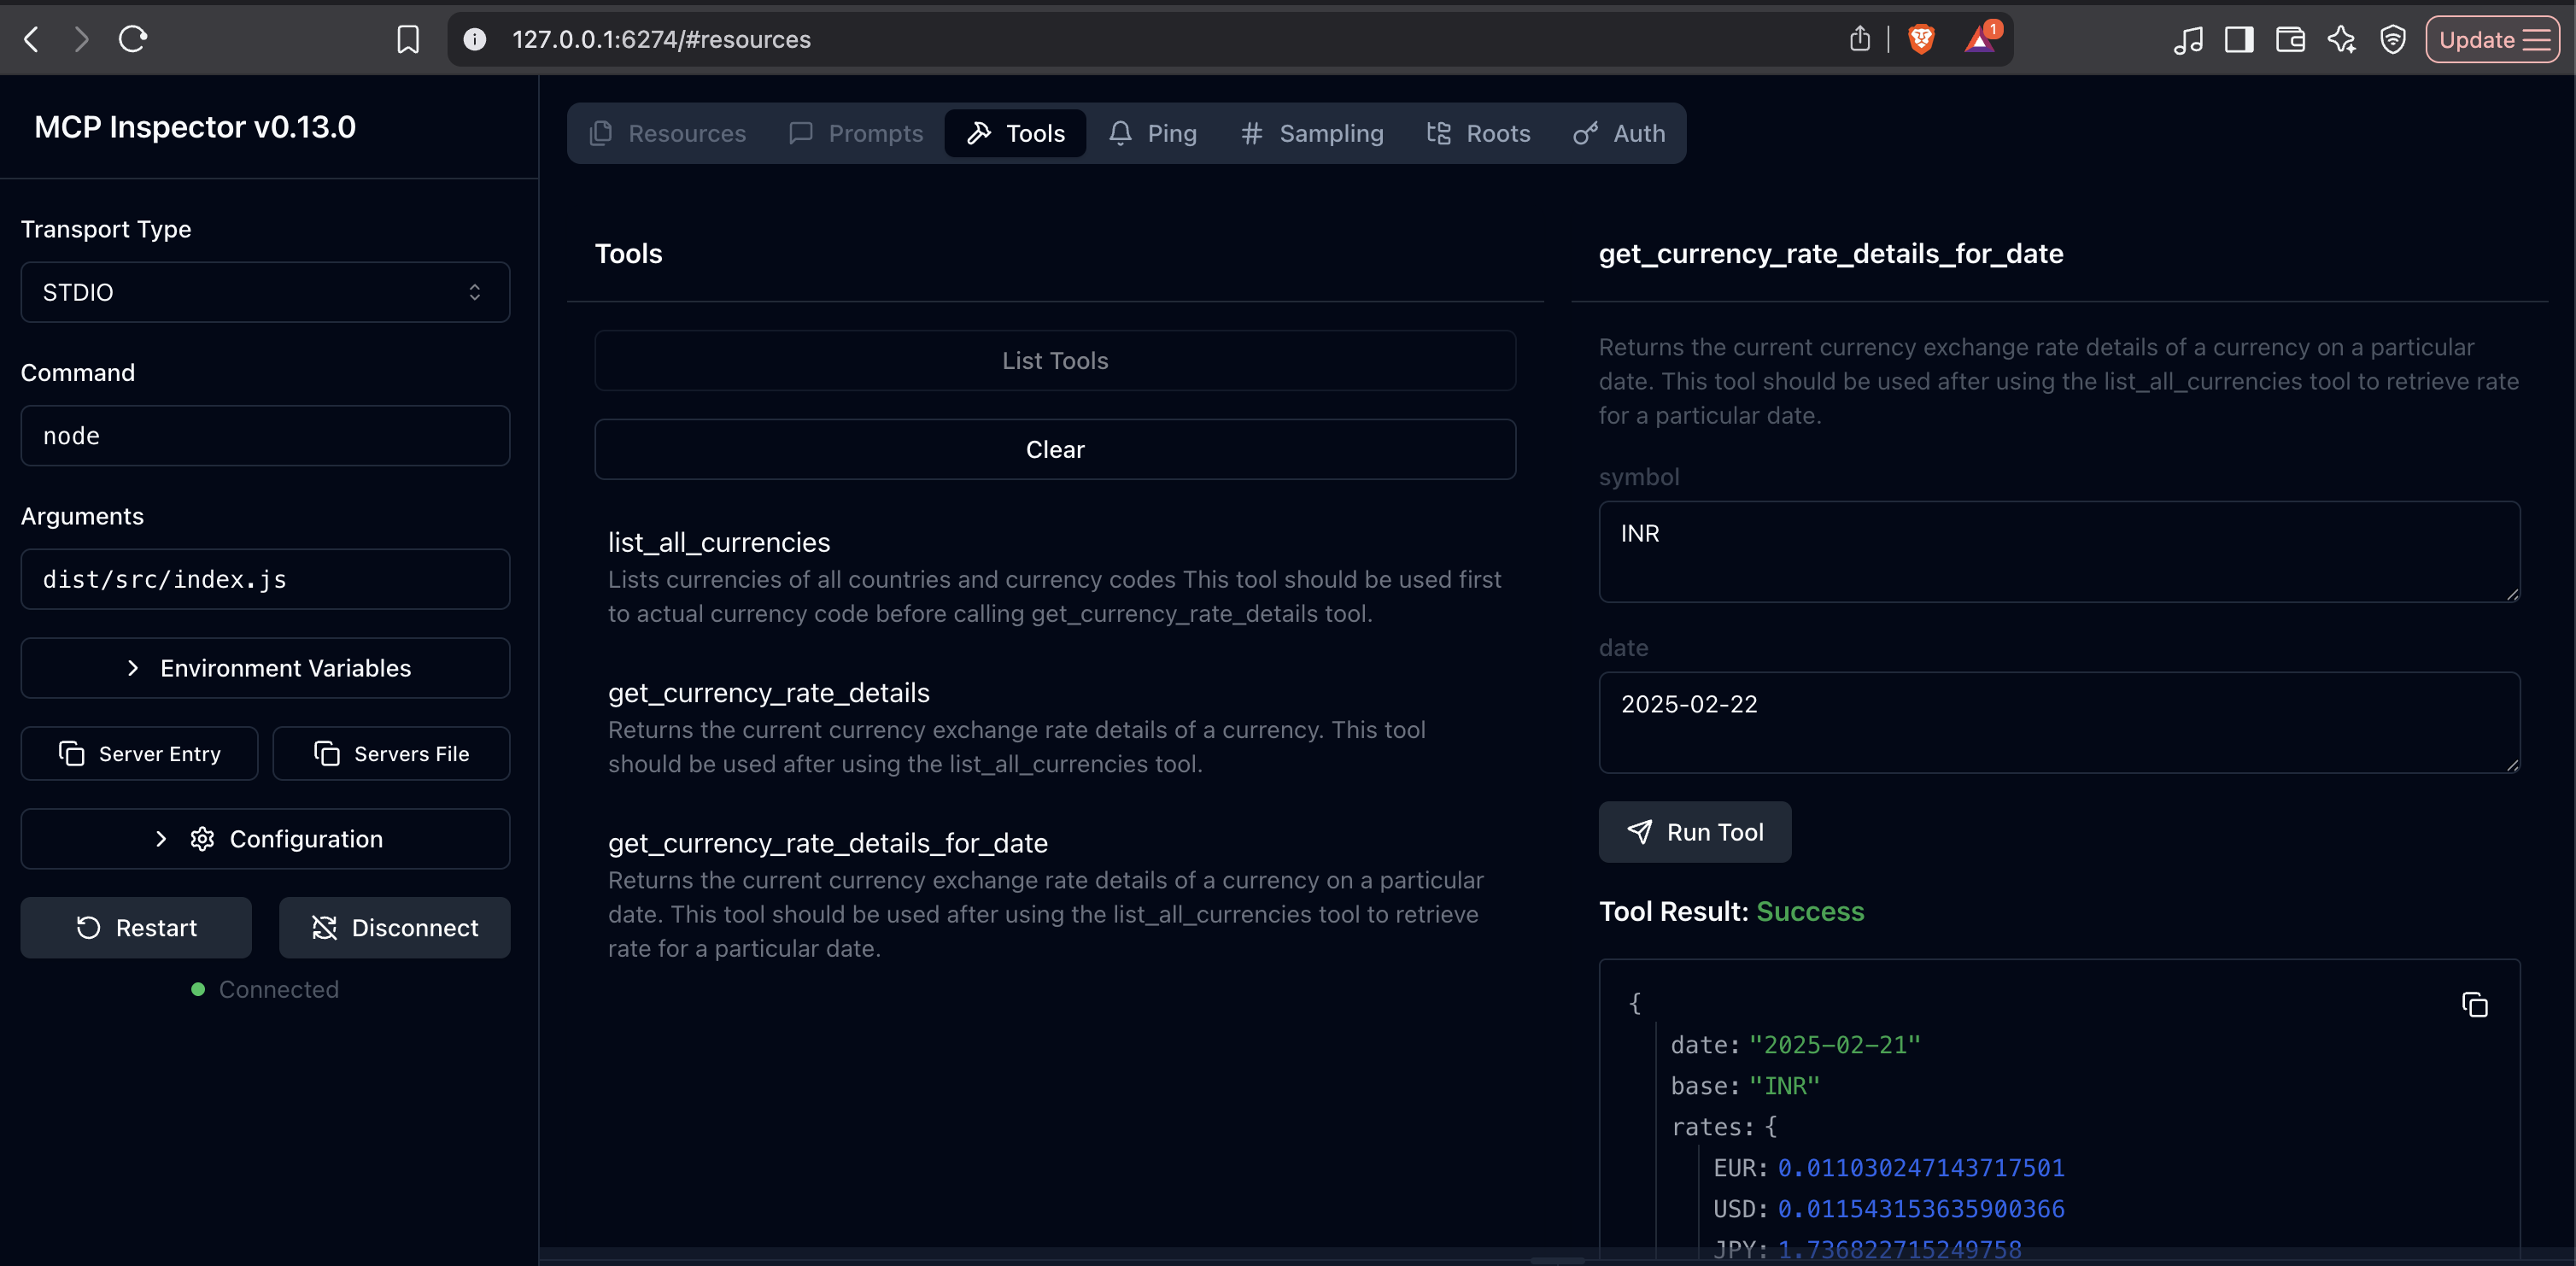 127.0.0.1:6274/#resources
1
Update
MCP Inspector v0.13.0
Transport Type
STDIO
Command
node
Arguments
dist/src/index.js
Environment Variables
Server Entry
Servers File
Configuration
Restart
Disconnect
Connected
Resources
Prompts
Tools
Ping
Sampling
Roots
Auth
Tools
List Tools
Clear
list_all_currencies
Lists currencies of all countries and currency codes This tool should be used first
to actual currency code before calling get_currency_rate_details tool.
get_currency_rate_details
Returns the current currency exchange rate details of a currency. This tool
should be used after using the list_all_currencies tool.
get_currency_rate_details_for_date
Returns the current currency exchange rate details of a currency on a particular
date. This tool should be used after using the list_all_currencies tool to retrieve
rate for a particular date.
get_currency_rate_details_for_date
Returns the current currency exchange rate details of a currency on a particular
date. This tool should be used after using the list_all_currencies tool to retrieve rate
for a particular date.
symbol
INR
date
2025-02-22
Run Tool
Tool Result: Success
{
date: "2025-02-21"
base: "INR"
rates: {
EUR: 0.011030247143717501
USD: 0.011543153635900366
JPY: 1.736822715249758